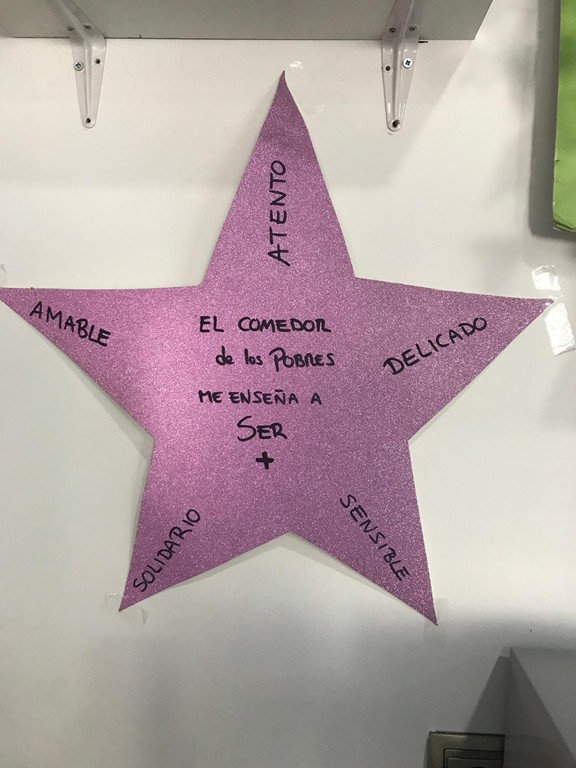 ATENTO
AMABLE
DELICADO
EL COMEDOR
de los POBRES
ME ENSEÑA A
SER
+
SOLIDARIO
SENSIBLE